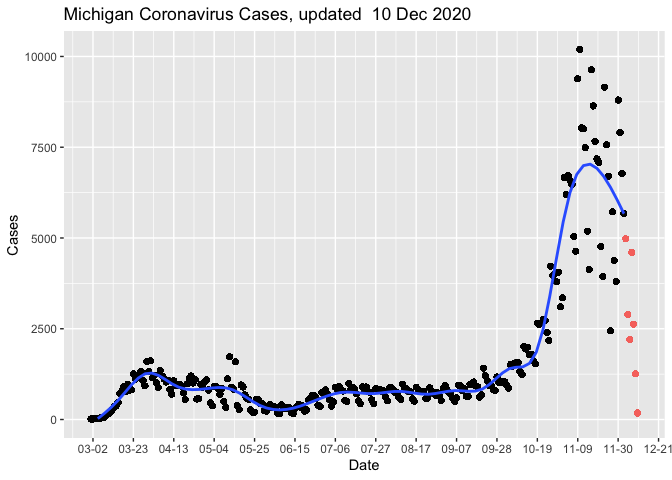 Michigan Coronavirus Cases, updated  10 Dec 2020
10000
7500
5000
2500
0
Cases
03-02 03-23 04-13 05-04 05-25 06-15 07-06 07-27 08-17 09-07 09-28 10-19 11-09 11-30 12-21
Date